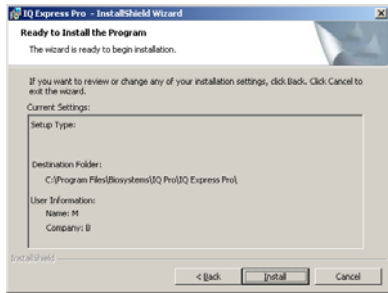 IQ Express Pro - InstallShield Wizard
Ready to Install the Program
The wizard is ready to begin installation.
If you want to review or change any of your installation settings, click Back. Click Cancel to
exit the wizard.
Current Settings:
Setup Type:
Destination Folder:
C:\Program Files\Biosystems\IQ Pro\IQ Express Pro\
User Information:
Name: M
Company: B
InstallShield
< Back
Install
Cancel